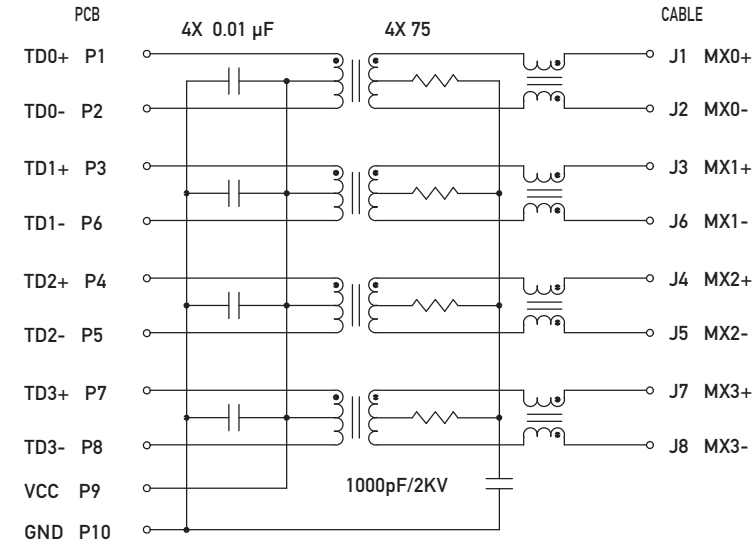 PCB CABLE
4X 0.01 µF 4X 75
TD0+ P1 J1 MX0+
TD0- P2 J2 MX0-
TD1+ P3 J3 MX1+
TD1- P6 J6 MX1-
TD2+ P4 J4 MX2+
TD2- P5 J5 MX2-
TD3+ P7 J7 MX3+
TD3- P8 J8 MX3-
VCC P9 1000pF/2KV
GND P10